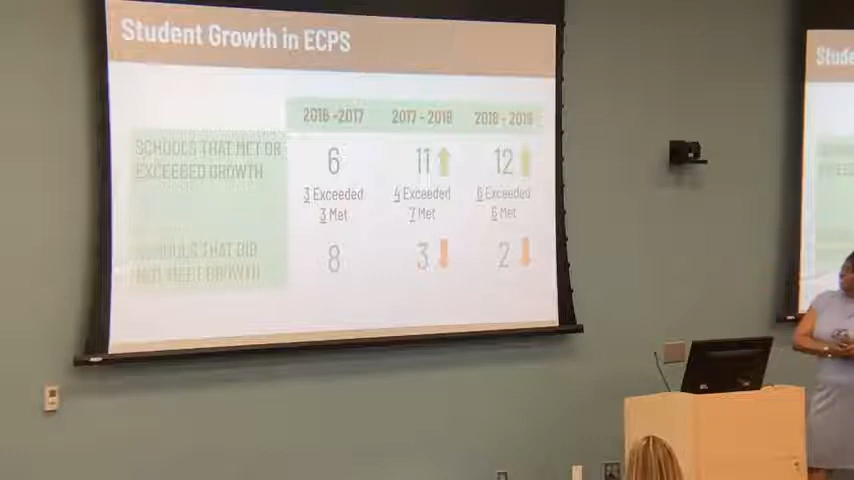 Student Growth in ECPS
2016 -2017 2017 - 2018 2018 - 2019
SCHOOLS THAT MET OR
EXCEEDED GROWTH
6 11 12
3 Exceeded 4 Exceeded 6 Exceeded
3 Met 7 Met 6 Met
SCHOOLS THAT DID
NOT MEET GROWTH
8 3 2
Stude